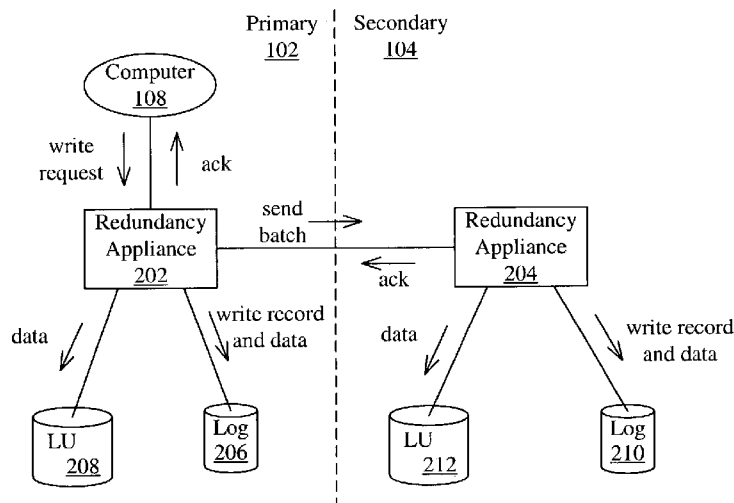 Primary
102
Secondary
104
Computer
108
write
request
ack
Redundancy
Appliance
202
send
batch
ack
Redundancy
Appliance
204
data
write record
and data
data
write record
and data
LU
208
Log
206
LU
212
Log
210